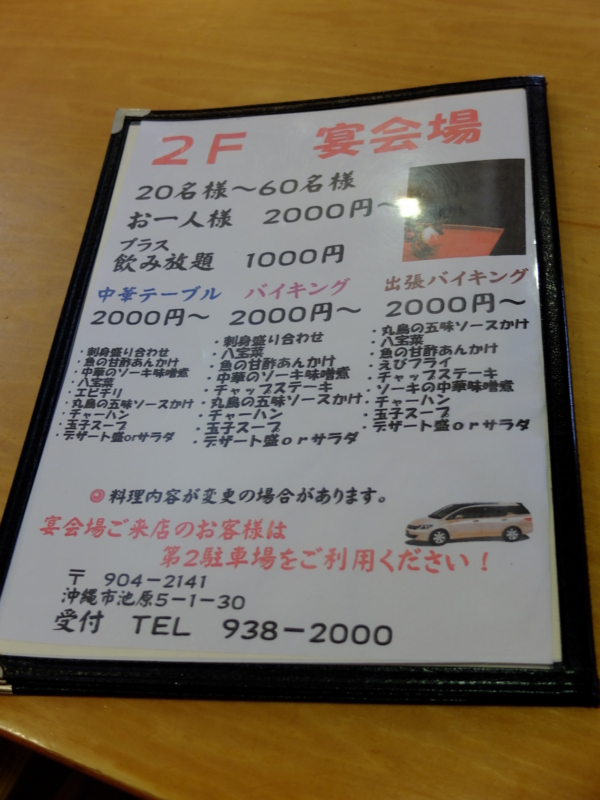 2F 宴会場
20名様～60名様
お一人様 2000円～
プラス
飲み放題 1000円
中華テーブル
2000円～
・刺身盛り合わせ
・魚の甘酢あんかけ
・中華のソーキ味噌煮
・八宝菜
・エビチリ
・丸鳥の五味ソースかけ
・チャーハン
・玉子スープ
・デザート盛orサラダ
バイキング
2000円～
・刺身盛り合わせ
・八宝菜
・魚の甘酢あんかけ
・中華のソーキ味噌煮
・チャップステーキ
・丸鳥の五味ソースかけ
・チャーハン
・玉子スープ
・デザート盛orサラダ
出張バイキング
2000円～
・丸鳥の五味ソースかけ
・八宝菜
・魚の甘酢あんかけ
・えびフライ
・チャップステーキ
・ソーキの中華味噌煮
・チャーハン
・玉子スープ
・デザート盛orサラダ
◎料理内容が変更の場合があります。
宴会場ご来店のお客様は
第2駐車場をご利用ください！
〒 904-2141
沖縄市池原5-1-30
受付 TEL 938-2000